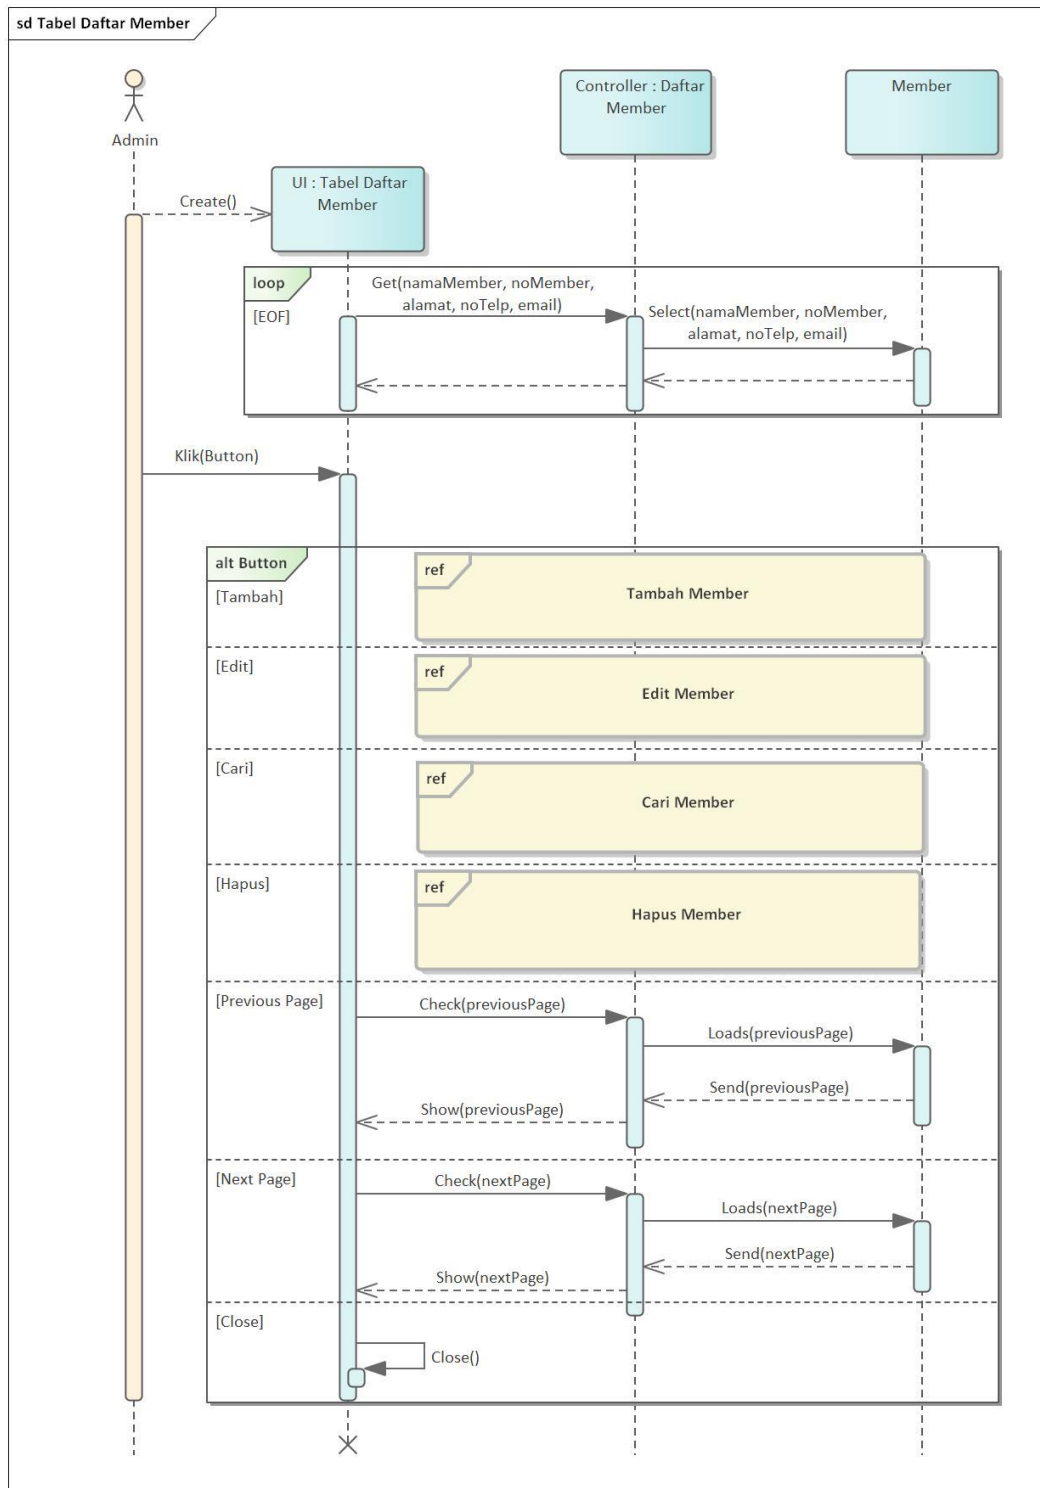 sd Tabel Daftar Member
Controller : Daftar
Member
Member
Admin
UI : Tabel Daftar
Member
Create()
loop
[EOF]
Get(namaMember, noMember,
alamat, noTelp, email)
Select(namaMember, noMember,
alamat, noTelp, email)
Klik(Button)
alt Button
[Tambah]
ref
Tambah Member
[Edit]
ref
Edit Member
[Cari]
ref
Cari Member
[Hapus]
ref
Hapus Member
[Previous Page]
Check(previousPage)
Loads(previousPage)
Send(previousPage)
Show(previousPage)
[Next Page]
Check(nextPage)
Loads(nextPage)
Send(nextPage)
Show(nextPage)
[Close]
Close()